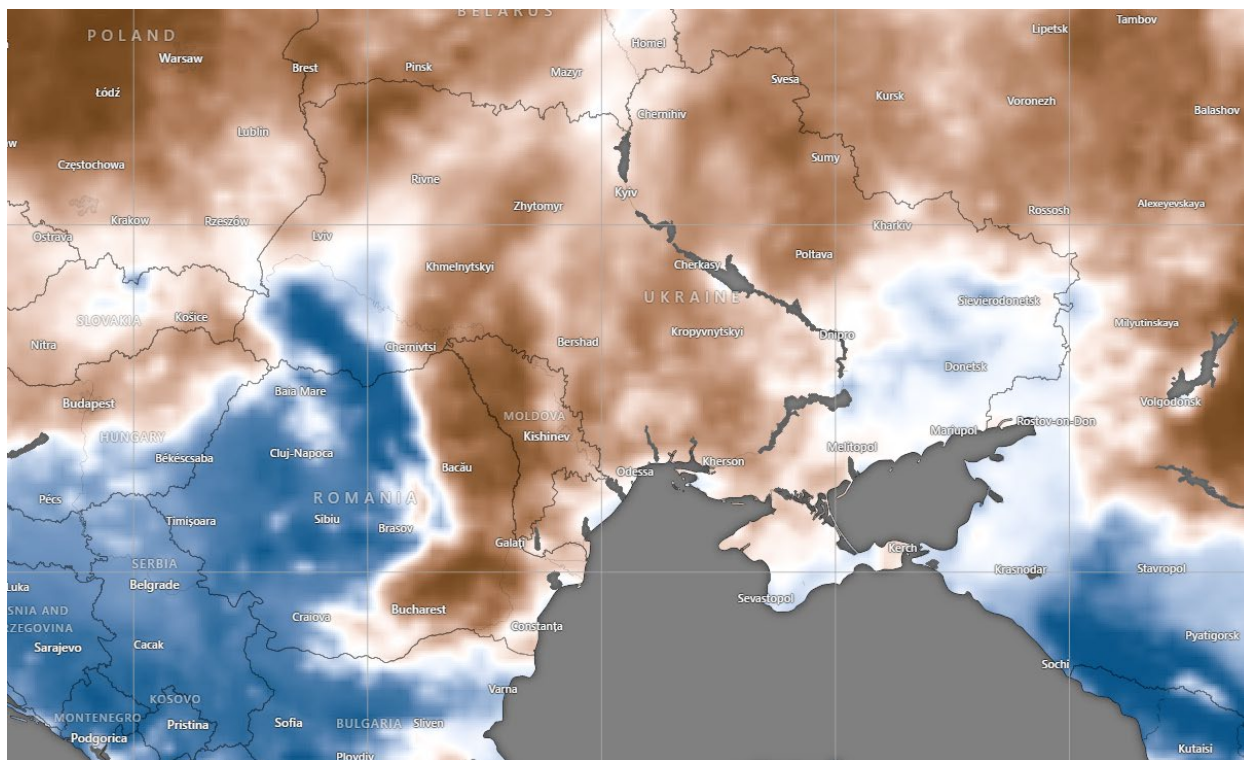 BELARUS
Tambov
Lipetsk
POLAND
Homel
Warsaw
Brest
Pinsk
Mazyr
Svesa
Kursk
Voronezh
Łódź
Balashov
Chernihiv
Lublin
Częstochowa
Sumy
Rivne
Kyiv
Zhytomyr
Rossosh
Alexeyevskaya
Krakow
Rzeszów
Ostrava
Lviv
Kharkiv
Poltava
Khmelnytskyi
Cherkasy
UKRAINE
Sievierodonetsk
SLOVAKIA
Košice
Milyutinskaya
Nitra
Chernivtsi
Bershad
Kropyvnytskyi
Dnipro
Donetsk
Baia Mare
Budapest
MOLDOVA
Volgodonsk
HUNGARY
Kishinev
Mariupol
Rostov-on-Don
Békéscsaba
Cluj-Napoca
Bacău
Odessa
Kherson
Melitopol
Pécs
ROMANIA
Timişoara
Sibiu
Brasov
Galaţi
Kerch
SERBIA
Luka
Belgrade
Krasnodar
Stavropol
SNIA AND
RZEGOVINA
Craiova
Bucharest
Sevastopol
Constanţa
Sarajevo
Cacak
Pyatigorsk
Sochi
KOSOVO
Varna
MONTENEGRO
Pristina
Sofia
BULGARIA
Sliven
Podgorica
Plovdiv
Kutaisi